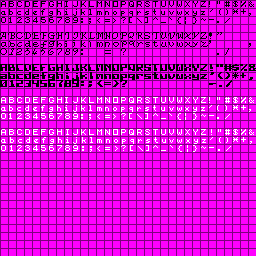 ABCDEFGHIJKLMNOPQRSTUVWXYZ!"#$%&
abcdefghijklmnopqrstuvwxyz'()*+,
0123456789:;<=>?[\]^_`{|}~-./
ABCDEFGHIJKLMNOPQRSTUVWXYZ!"
abcdefghijklmnopqrstuvwxyz' ,
0123456789: = ? -./
ABCDEFGHIJKLMNOPQRSTUVWXYZ!"#$%&
abcdefghijklmnopqrstuvwxyz'()*+,
0123456789:;<=>? -./
ABCDEFGHIJKLMNOPQRSTUVWXYZ!"#$%&
abcdefghijklmnopqrstuvwxyz'()*+,
0123456789:;<=>?[\]^_`{|}~-./
ABCDEFGHIJKLMNOPQRSTUVWXYZ!"#$%&
abcdefghijklmnopqrstuvwxyz'()*+,
0123456789:;<=>?[\]^_`{|}~-./